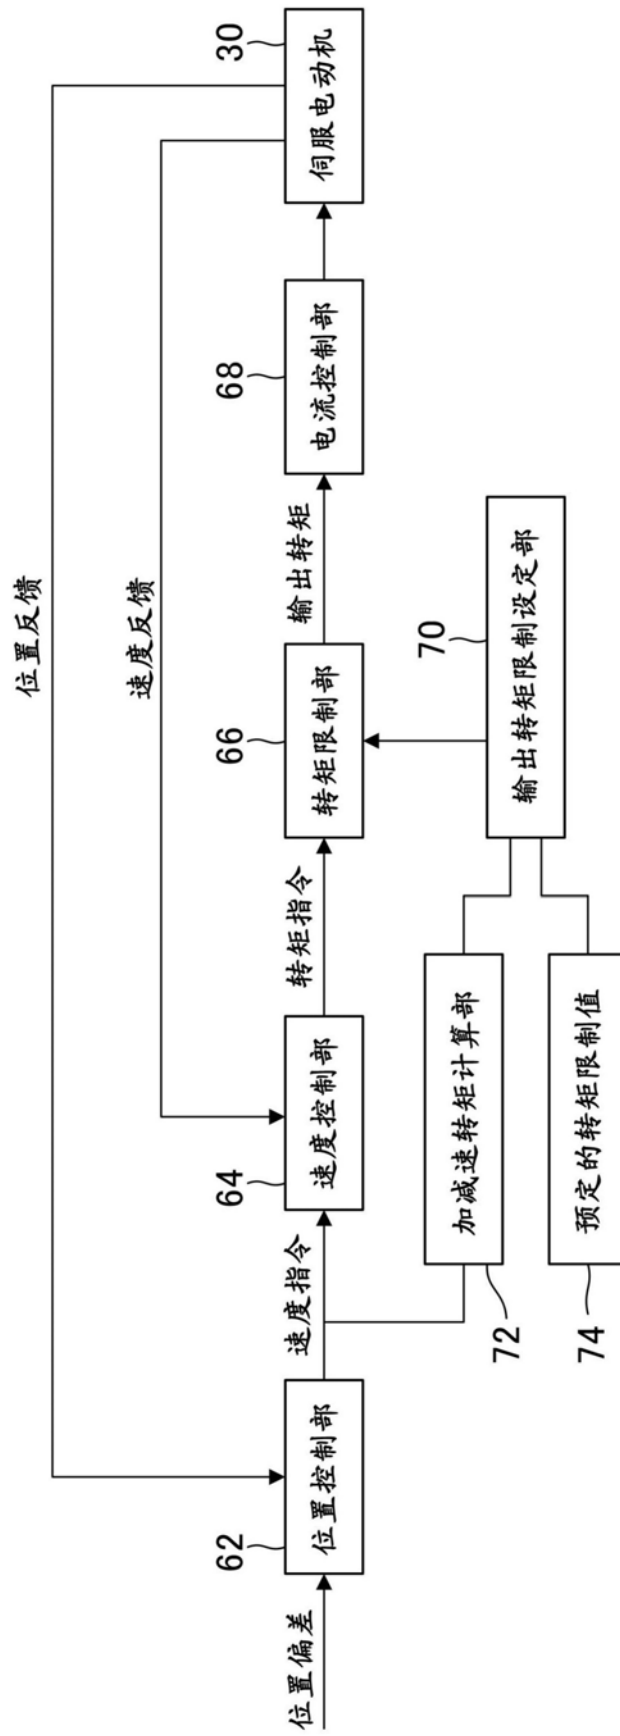 位置反馈
速度反馈
位置偏差
62
位置控制部
速度指令
64
速度控制部
转矩指令
66
转矩限制部
输出转矩
68
电流控制部
30
伺服电动机
72
加减速转矩计算部
70
输出转矩限制设定部
74
预定的转矩限制值